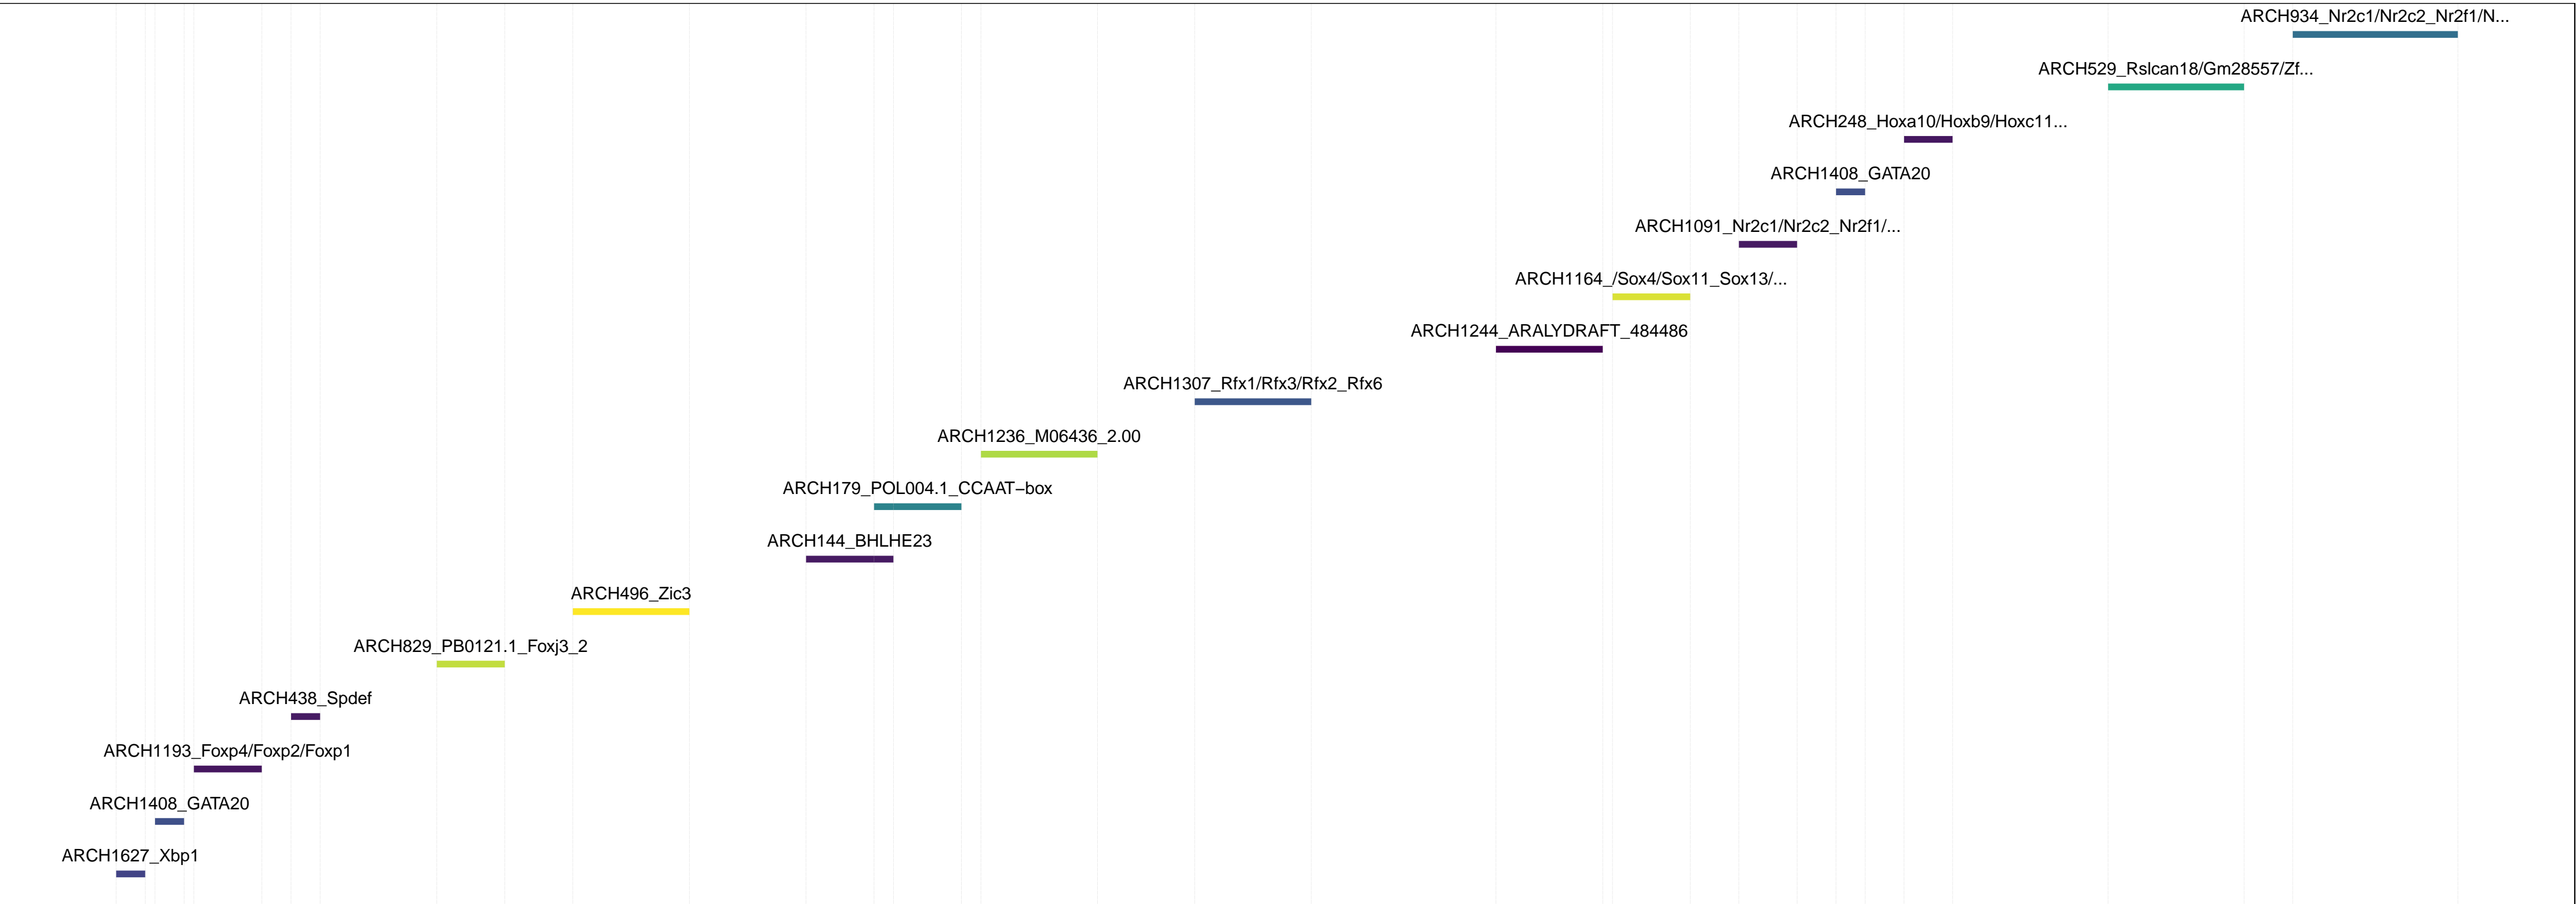 ARCH934_Nr2c1/Nr2c2_Nr2f1/N...
ARCH529_Rslcan18/Gm28557/Zf...
ARCH248_Hoxa10/Hoxb9/Hoxc11...
ARCH1408_GATA20
ARCH1091_Nr2c1/Nr2c2_Nr2f1/...
ARCH1164_/Sox4/Sox11_Sox13/...
ARCH1244_ARALYDRAFT_484486
ARCH1307_Rfx1/Rfx3/Rfx2_Rfx6
ARCH1236_M06436_2.00
ARCH179_POL004.1_CCAAT−box
ARCH144_BHLHE23
ARCH496_Zic3
ARCH829_PB0121.1_Foxj3_2
ARCH438_Spdef
ARCH1193_Foxp4/Foxp2/Foxp1
ARCH1408_GATA20
ARCH1627_Xbp1